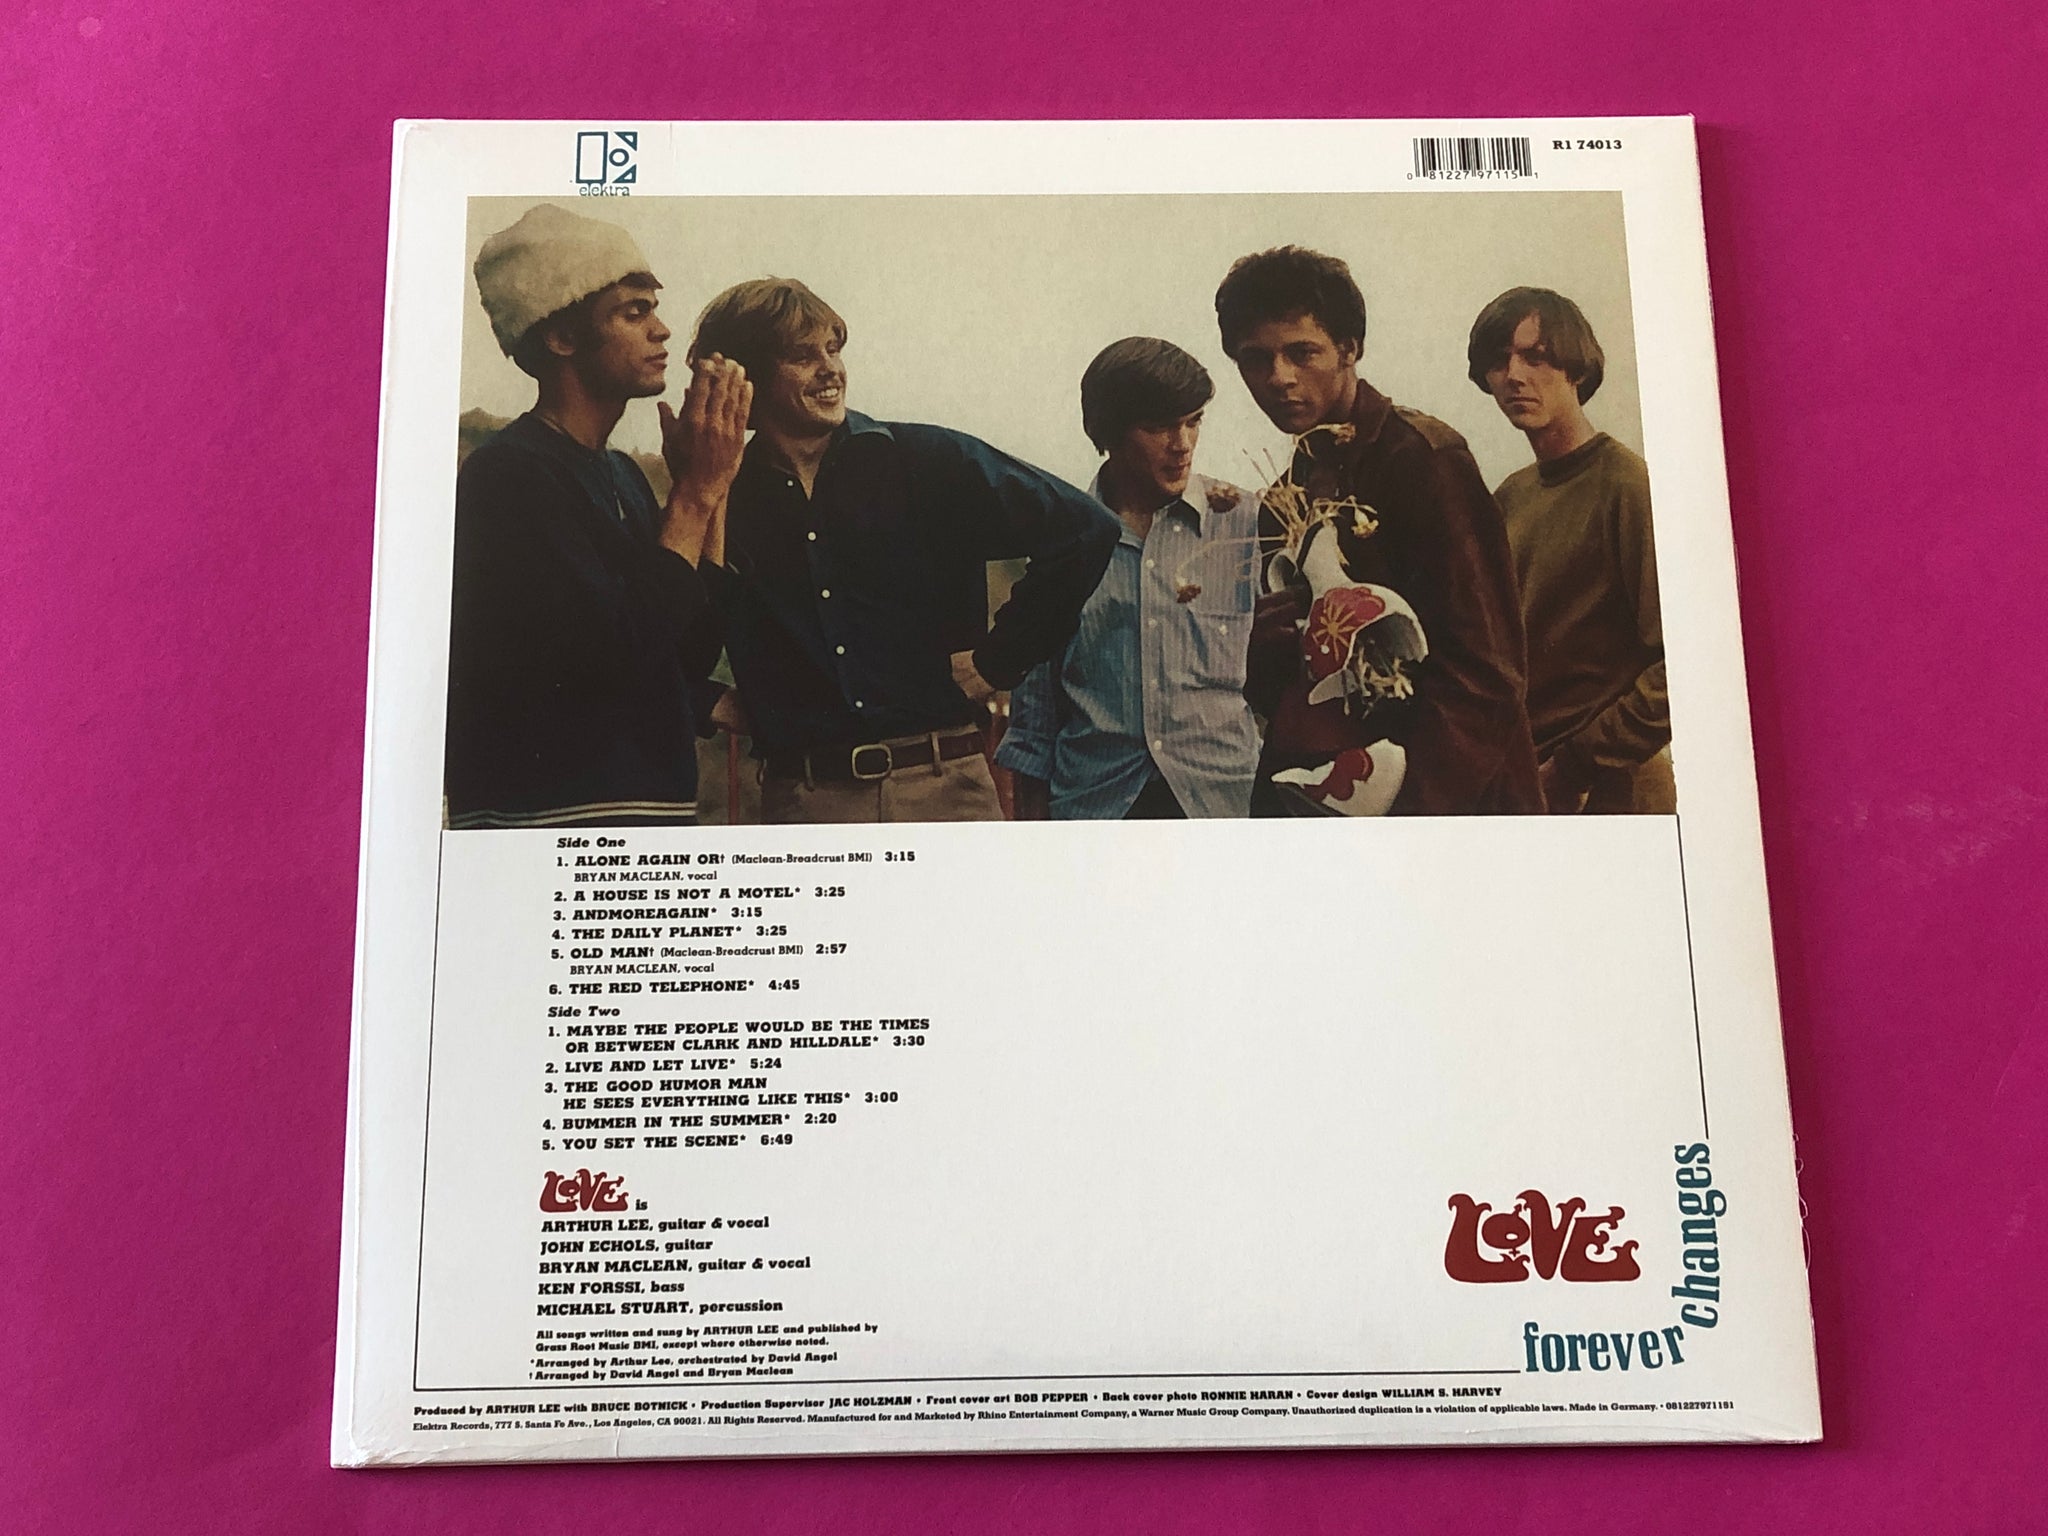 elektra
R1 74013
0 81227 97115 1
Side One
1. ALONE AGAIN OR† (Maclean-Breadcrust BMI) 3:15
BRYAN MACLEAN, vocal
2. A HOUSE IS NOT A MOTEL* 3:25
3. ANDMOREAGAIN* 3:15
4. THE DAILY PLANET* 3:25
5. OLD MAN† (Maclean-Breadcrust BMI) 2:57
BRYAN MACLEAN, vocal
6. THE RED TELEPHONE* 4:45
Side Two
1. MAYBE THE PEOPLE WOULD BE THE TIMES
OR BETWEEN CLARK AND HILLDALE* 3:30
2. LIVE AND LET LIVE* 5:24
3. THE GOOD HUMOR MAN
HE SEES EVERYTHING LIKE THIS* 3:00
4. BUMMER IN THE SUMMER* 2:20
5. YOU SET THE SCENE* 6:49
LOVE is
ARTHUR LEE, guitar & vocal
JOHN ECHOLS, guitar
BRYAN MACLEAN, guitar & vocal
KEN FORSSI, bass
MICHAEL STUART, percussion
All songs written and sung by ARTHUR LEE and published by
Grass Root Music BMI, except where otherwise noted.
*Arranged by Arthur Lee, orchestrated by David Angel
†Arranged by David Angel and Bryan Maclean
LOVE
forever changes
Produced by ARTHUR LEE with BRUCE BOTNICK • Production Supervisor JAC HOLZMAN • Front cover art BOB PEPPER • Back cover photo RONNIE HARAN • Cover design WILLIAM S. HARVEY
Elektra Records, 777 S. Santa Fe Ave., Los Angeles, CA 90021. All Rights Reserved. Manufactured for and Marketed by Rhino Entertainment Company, a Warner Music Group Company. Unauthorized duplication is a violation of applicable laws. Made in Germany. • 081227971151